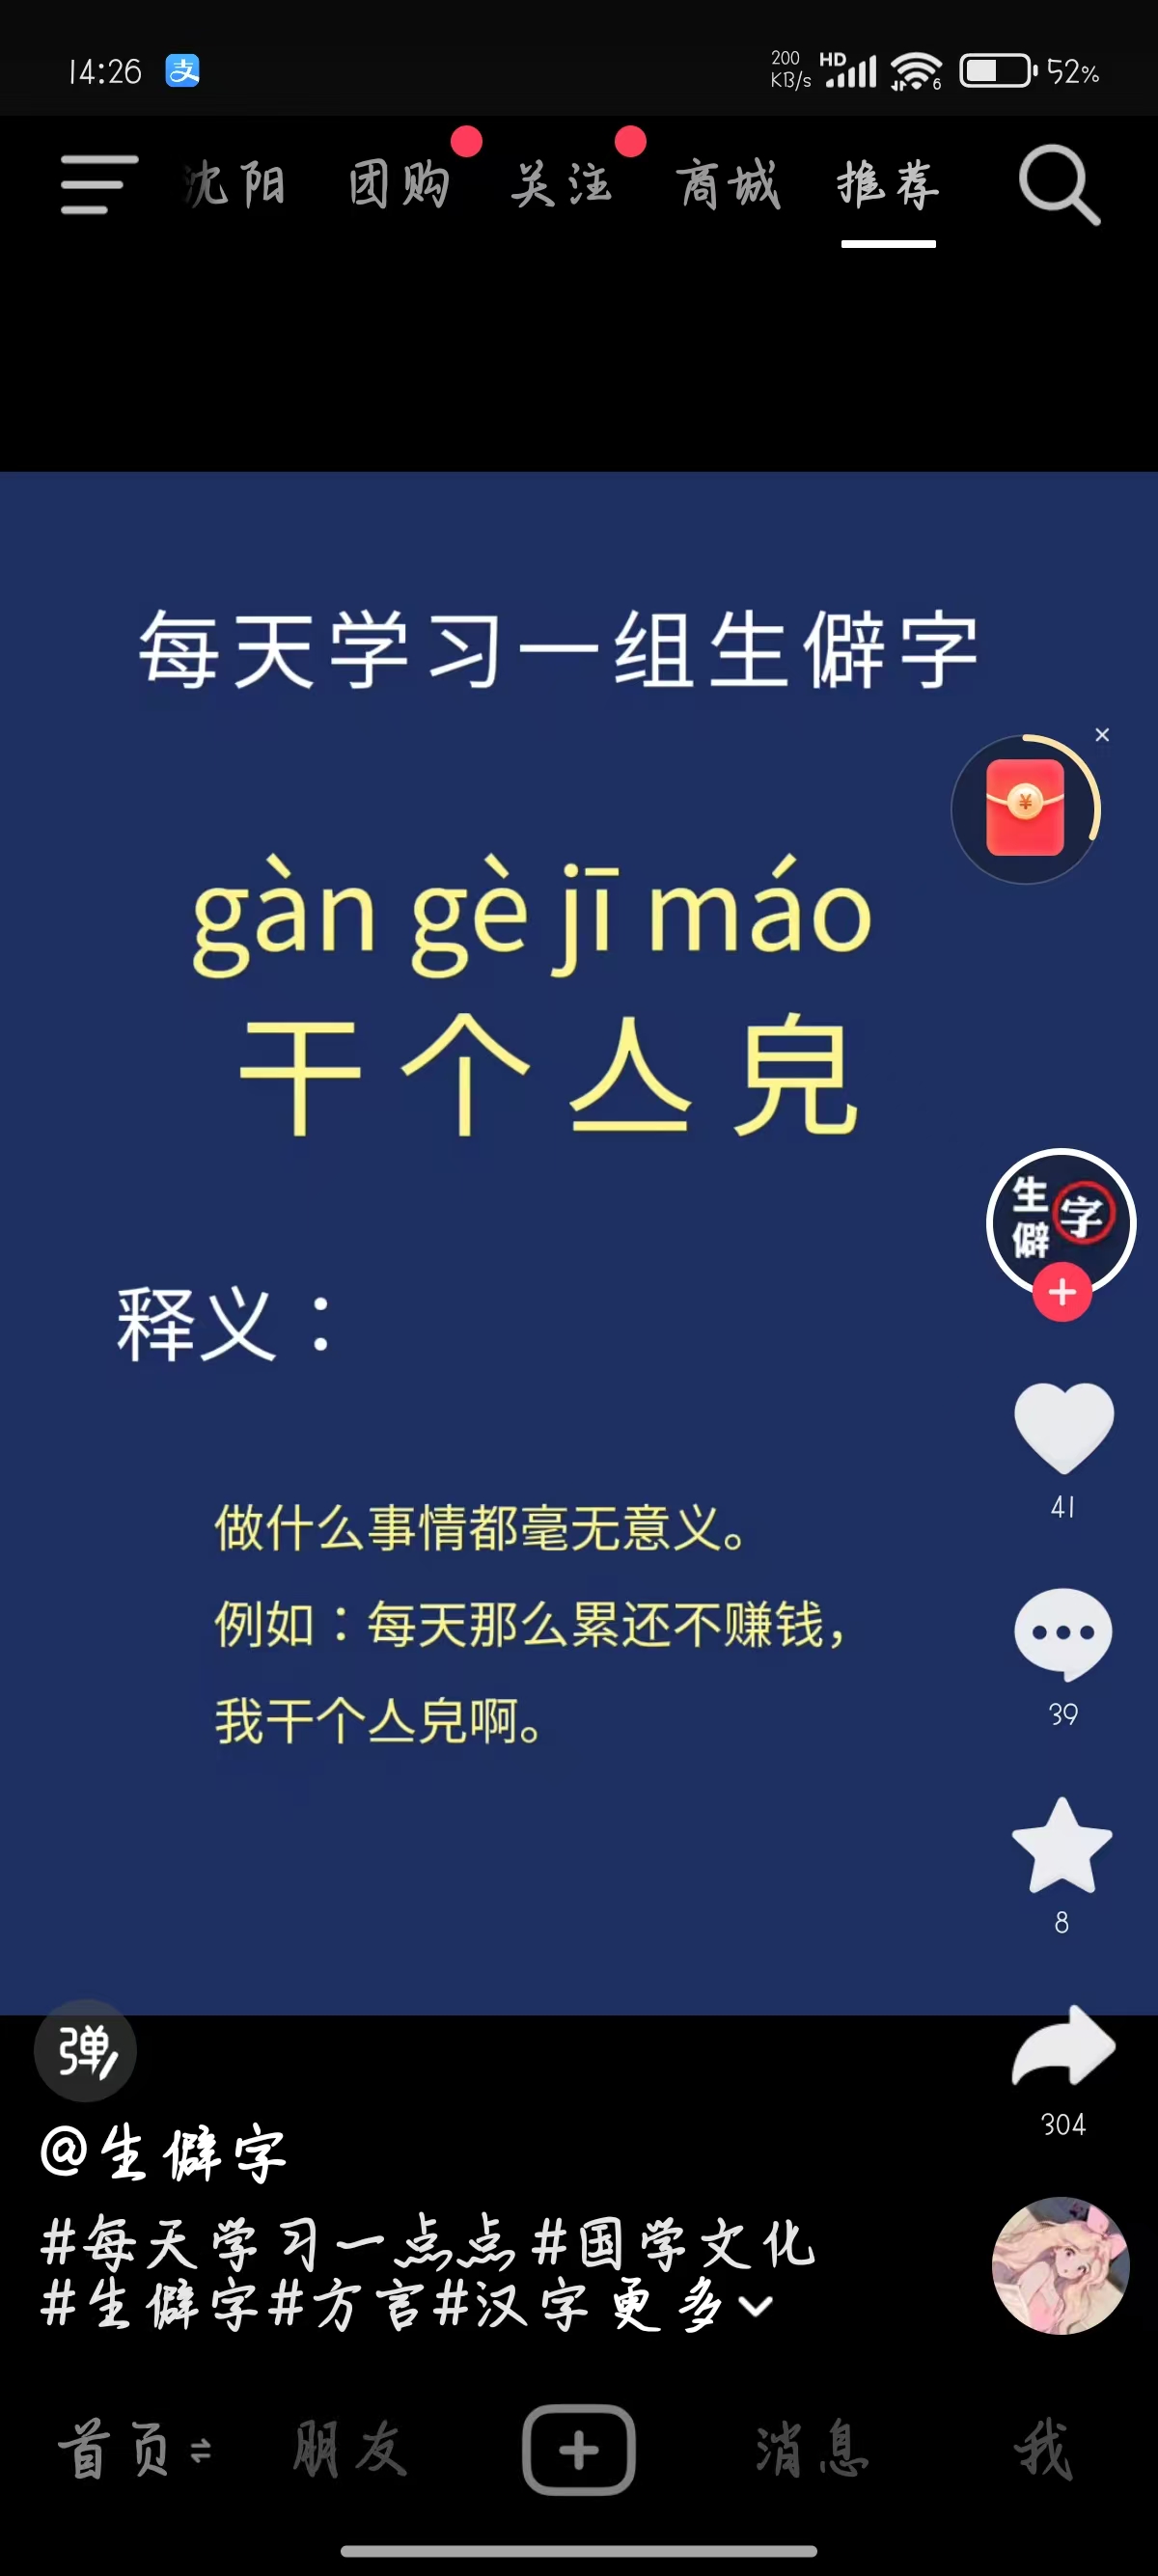 14:26
支
200
KB/s
HD
6
52%
沈阳 团购 关注 商城 推荐
每天学习一组生僻字
gàn gè jī máo
干个亼皃
释义：
做什么事情都毫无意义。
例如：每天那么累还不赚钱，
我干个亼皃啊。
生僻字
41
39
8
304
弹
@生僻字
#每天学习一点点 #国学文化
#生僻字#方言#汉字 更多
首页 朋友 消息 我